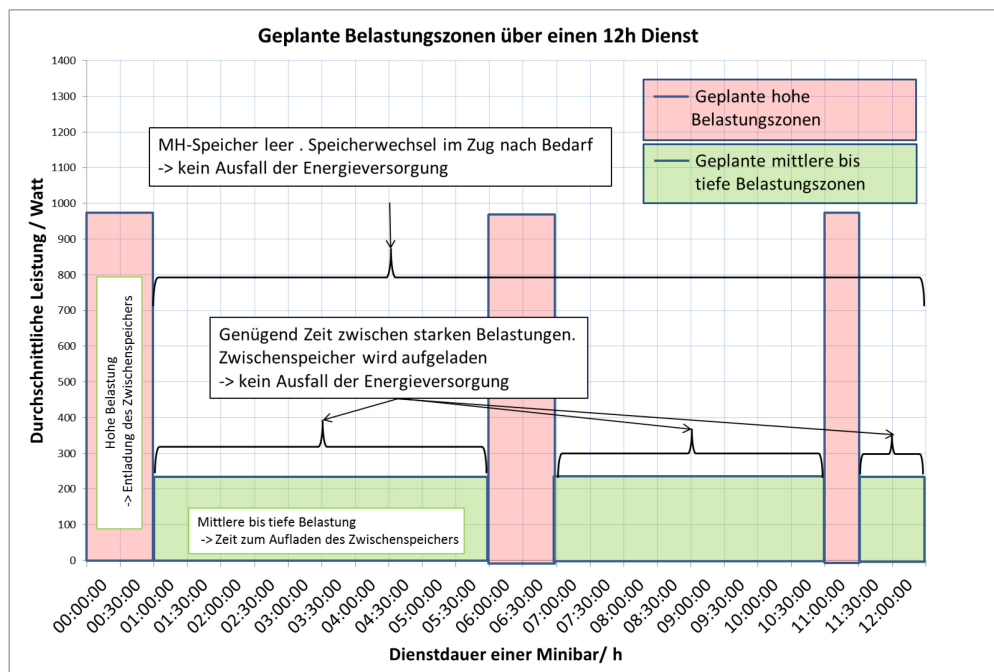 Geplante Belastungszonen über einen 12h Dienst
1400
1300
1200
1100
1000
900
800
700
600
500
400
300
200
100
0
Durchschnittliche Leistung / Watt
Geplante hohe
Belastungszonen
Geplante mittlere bis
tiefe Belastungzonen
MH-Speicher leer . Speicherwechsel im Zug nach Bedarf
-> kein Ausfall der Energieversorgung
Genügend Zeit zwischen starken Belastungen.
Zwischenspeicher wird aufgeladen
-> kein Ausfall der Energieversorgung
Hohe Belastung
-> Entladung des Zwischenspeichers
Mittlere bis tiefe Belastung
-> Zeit zum Aufladen des Zwischenspeichers
00:00:00
00:30:00
01:00:00
01:30:00
02:00:00
02:30:00
03:00:00
03:30:00
04:00:00
04:30:00
05:00:00
05:30:00
06:00:00
06:30:00
07:00:00
07:30:00
08:00:00
08:30:00
09:00:00
09:30:00
10:00:00
10:30:00
11:00:00
11:30:00
12:00:00
Dienstdauer einer Minibar/ h